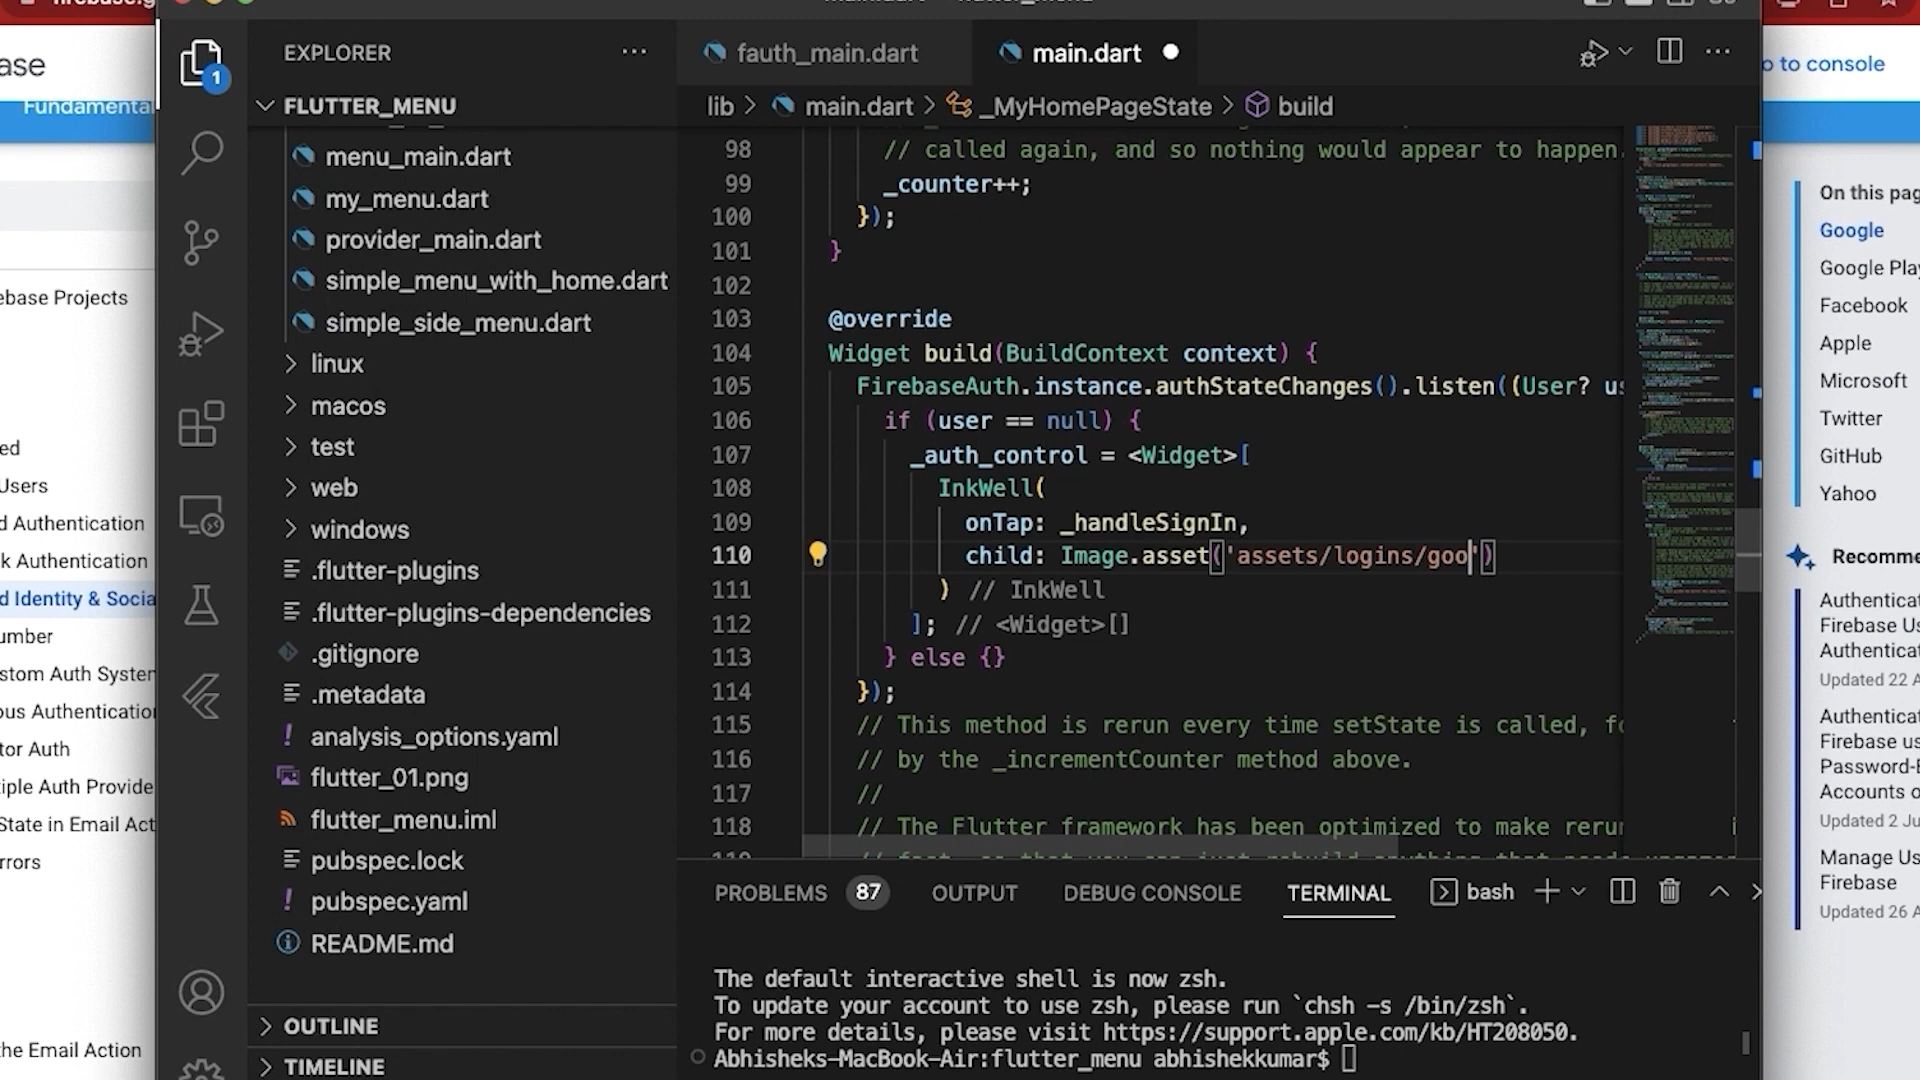 ase
Fundamental
ebase Projects
ed
Users
d Authentication
k Authentication
d Identity & Socia
umber
stom Auth System
ous Authentication
tor Auth
tiple Auth Provide
State in Email Act
rrors
the Email Action
EXPLORER
FLUTTER_MENU
menu_main.dart
my_menu.dart
provider_main.dart
simple_menu_with_home.dart
simple_side_menu.dart
linux
macos
test
web
windows
.flutter-plugins
.flutter-plugins-dependencies
.gitignore
.metadata
analysis_options.yaml
flutter_01.png
flutter_menu.iml
pubspec.lock
pubspec.yaml
README.md
OUTLINE
TIMELINE
1
fauth_main.dart
main.dart
lib > main.dart > _MyHomePageState > build
98 // called again, and so nothing would appear to happen.
99 _counter++;
100 });
101 }
102
103 @override
104 Widget build(BuildContext context) {
105 FirebaseAuth.instance.authStateChanges().listen((User? us
106 if (user == null) {
107 _auth_control = <Widget>[
108 InkWell(
109 onTap: _handleSignIn,
110 child: Image.asset('assets/logins/goo')
111 ) // InkWell
112 ]; // <Widget>[]
113 } else {}
114 });
115 // This method is rerun every time setState is called, fo
116 // by the _incrementCounter method above.
117 //
118 // The Flutter framework has been optimized to make rerun
PROBLEMS 87 OUTPUT DEBUG CONSOLE TERMINAL bash
The default interactive shell is now zsh.
To update your account to use zsh, please run `chsh -s /bin/zsh`.
For more details, please visit https://support.apple.com/kb/HT208050.
Abhisheks-MacBook-Air:flutter_menu abhishekkumar$
o to console
On this pag
Google
Google Play
Facebook
Apple
Microsoft
Twitter
GitHub
Yahoo
Recomme
Authenticat
Firebase Us
Authenticat
Updated 22 A
Authenticat
Firebase us
Password-B
Accounts o
Updated 2 Ju
Manage Us
Firebase
Updated 26 A